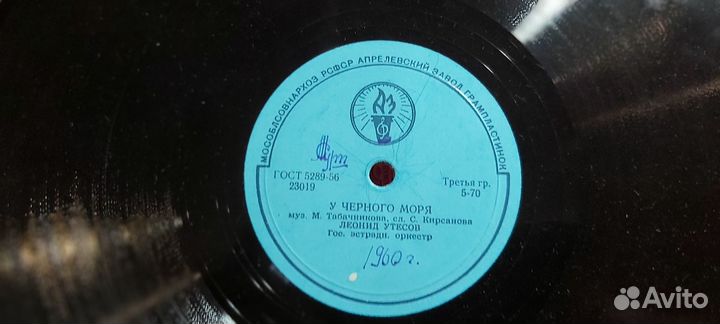 МОСОБЛСОВНАРХОЗ РСФСР АПРЕЛЕВСКИЙ ЗАВОД ГРАМПЛАСТИНОК
ГОСТ 5289-56
23019
Третья гр.
5-70
У ЧЕРНОГО МОРЯ
муз. М. Табачникова, сл. С. Кирсанова
ЛЕОНИД УТЕСОВ
Гос. эстрадн. оркестр
1960 г.
Avito